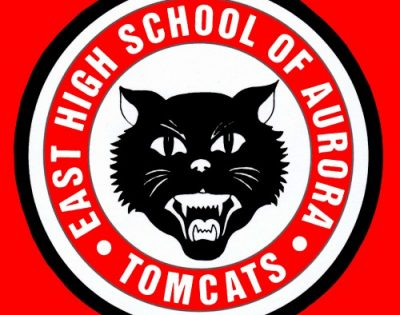 EAST HIGH SCHOOL OF AURORA
• TOMCATS •